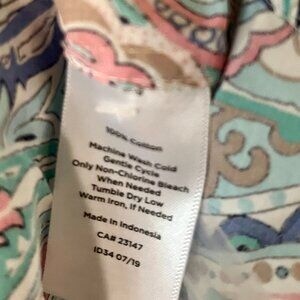 100% Cotton
Machine Wash Cold
Gentle Cycle
Only Non-Chlorine Bleach
When Needed
Tumble Dry Low
Warm Iron, If Needed
Made in Indonesia
CA# 23147
ID34 07/19